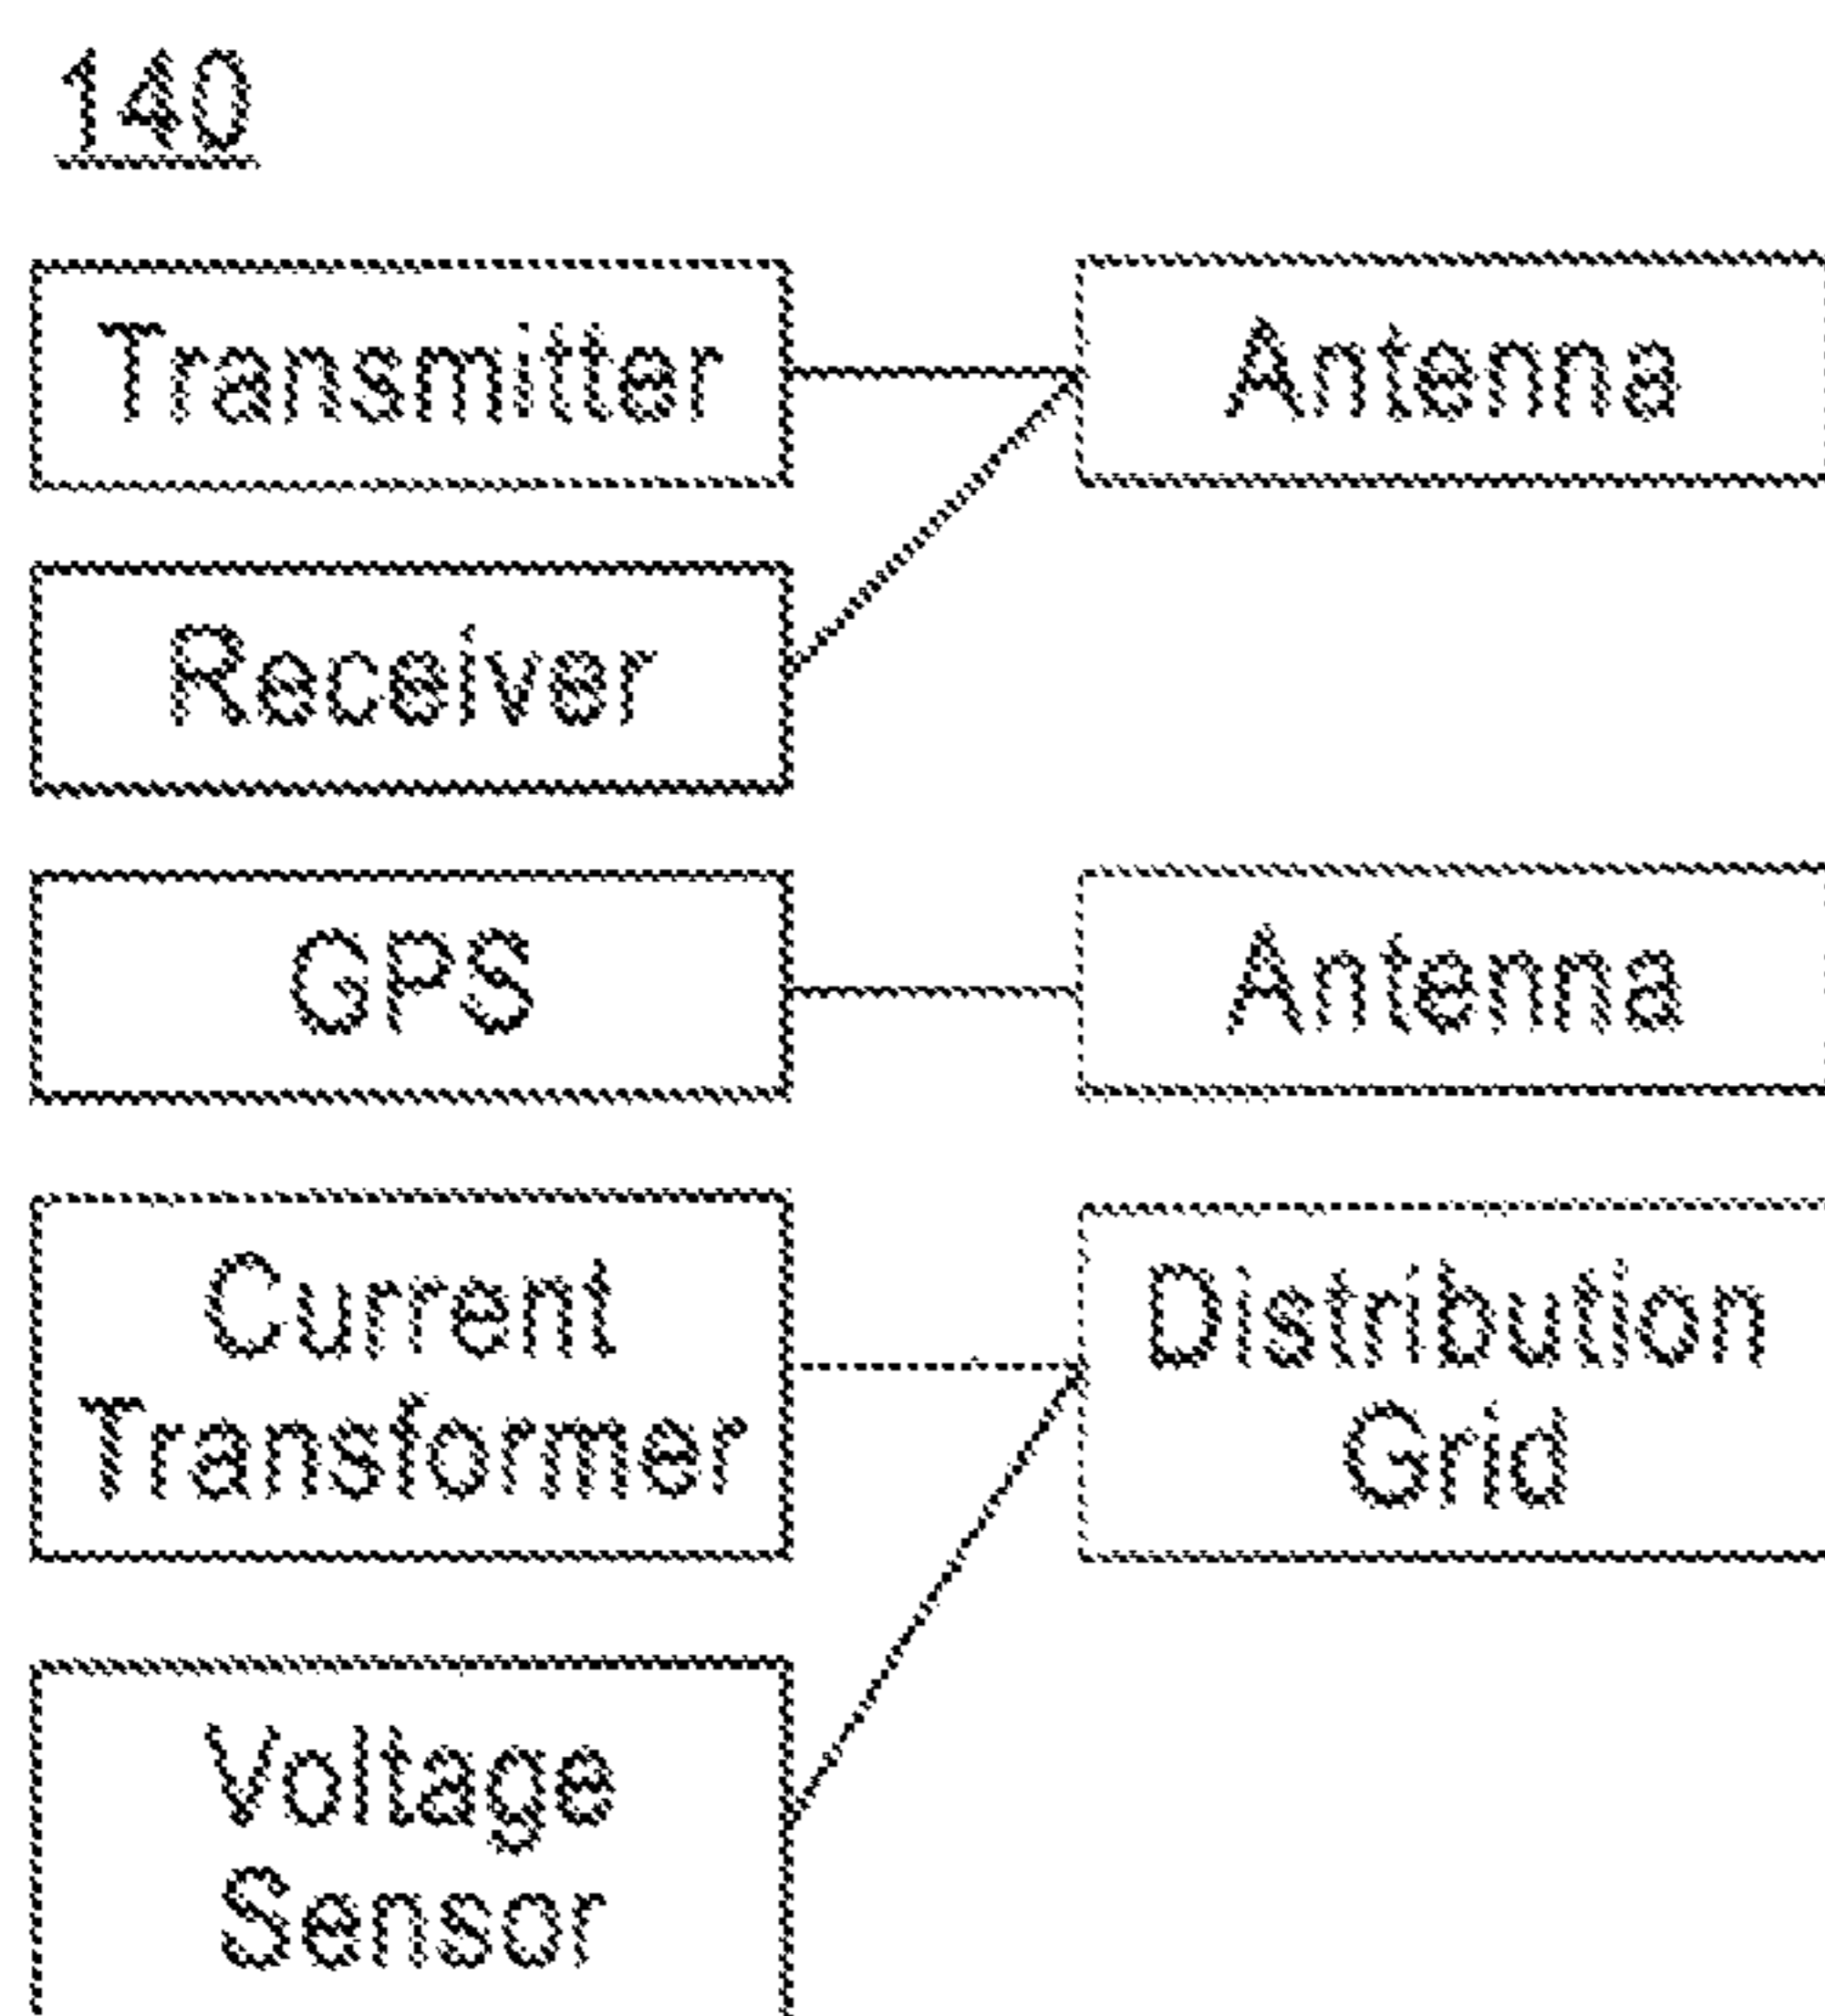 140
Transmitter
Antenna
Receiver
GPS
Antenna
Current
Transformer
Distribution
Grid
Voltage
Sensor